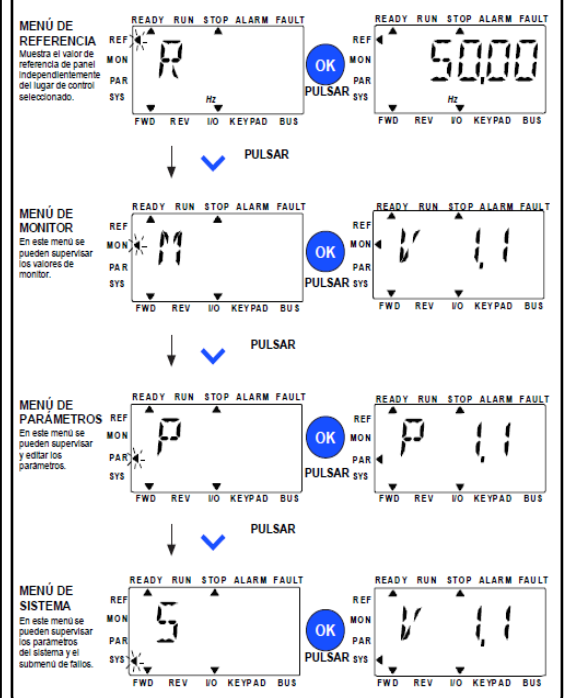 READY RUN STOP ALARM FAULT
READY RUN STOP ALARM FAULT
MENÚ DE
REFERENCIA
Muestra el valor de
referencia de panel
independientemente
del lugar de control
seleccionado.
REF
MON
PAR
SYS
R
Hz
FWD REV I/O KEYPAD BUS
OK
PULSAR
REF
MON
PAR
SYS
50,00
Hz
FWD REV I/O KEYPAD BUS
PULSAR
READY RUN STOP ALARM FAULT
READY RUN STOP ALARM FAULT
MENÚ DE
MONITOR
En este menú se
pueden supervisar
los valores de
monitor.
REF
MON
PAR
SYS
M
FWD REV I/O KEYPAD BUS
OK
PULSAR
REF
MON
PAR
SYS
V 1,1
FWD REV I/O KEYPAD BUS
PULSAR
READY RUN STOP ALARM FAULT
READY RUN STOP ALARM FAULT
MENÚ DE
PARÁMETROS
En este menú se
pueden supervisar
y editar los
parámetros.
REF
MON
PAR
SYS
P
FWD REV I/O KEYPAD BUS
OK
PULSAR
REF
MON
PAR
SYS
P 1,1
FWD REV I/O KEYPAD BUS
PULSAR
READY RUN STOP ALARM FAULT
READY RUN STOP ALARM FAULT
MENÚ DE
SISTEMA
En este menú se
pueden supervisar
los parámetros
del sistema y el
submenú de fallos.
REF
MON
PAR
SYS
S
FWD REV I/O KEYPAD BUS
OK
PULSAR
REF
MON
PAR
SYS
V 1,1
FWD REV I/O KEYPAD BUS